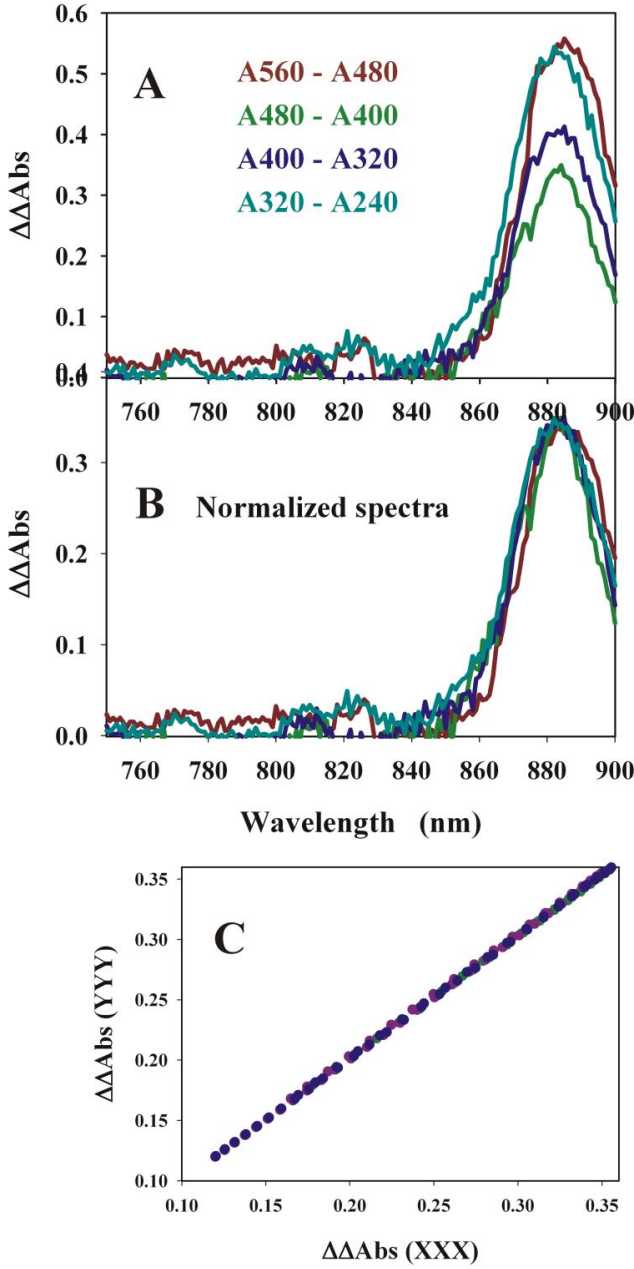 0.6
A
A560 - A480
0.5
A480 - A400
0.4
A400 - A320
0.3
A320 - A240
ΔΔAbs
0.2
0.1
0.0
760 780 800 820 840 860 880 900
0.4
0.3
B Normalized spectra
ΔΔAbs
0.2
0.1
0.0
760 780 800 820 840 860 880 900
Wavelength (nm)
0.35
C
0.30
ΔΔAbs (YYY)
0.25
0.20
0.15
0.10
0.10 0.15 0.20 0.25 0.30 0.35
ΔΔAbs (XXX)